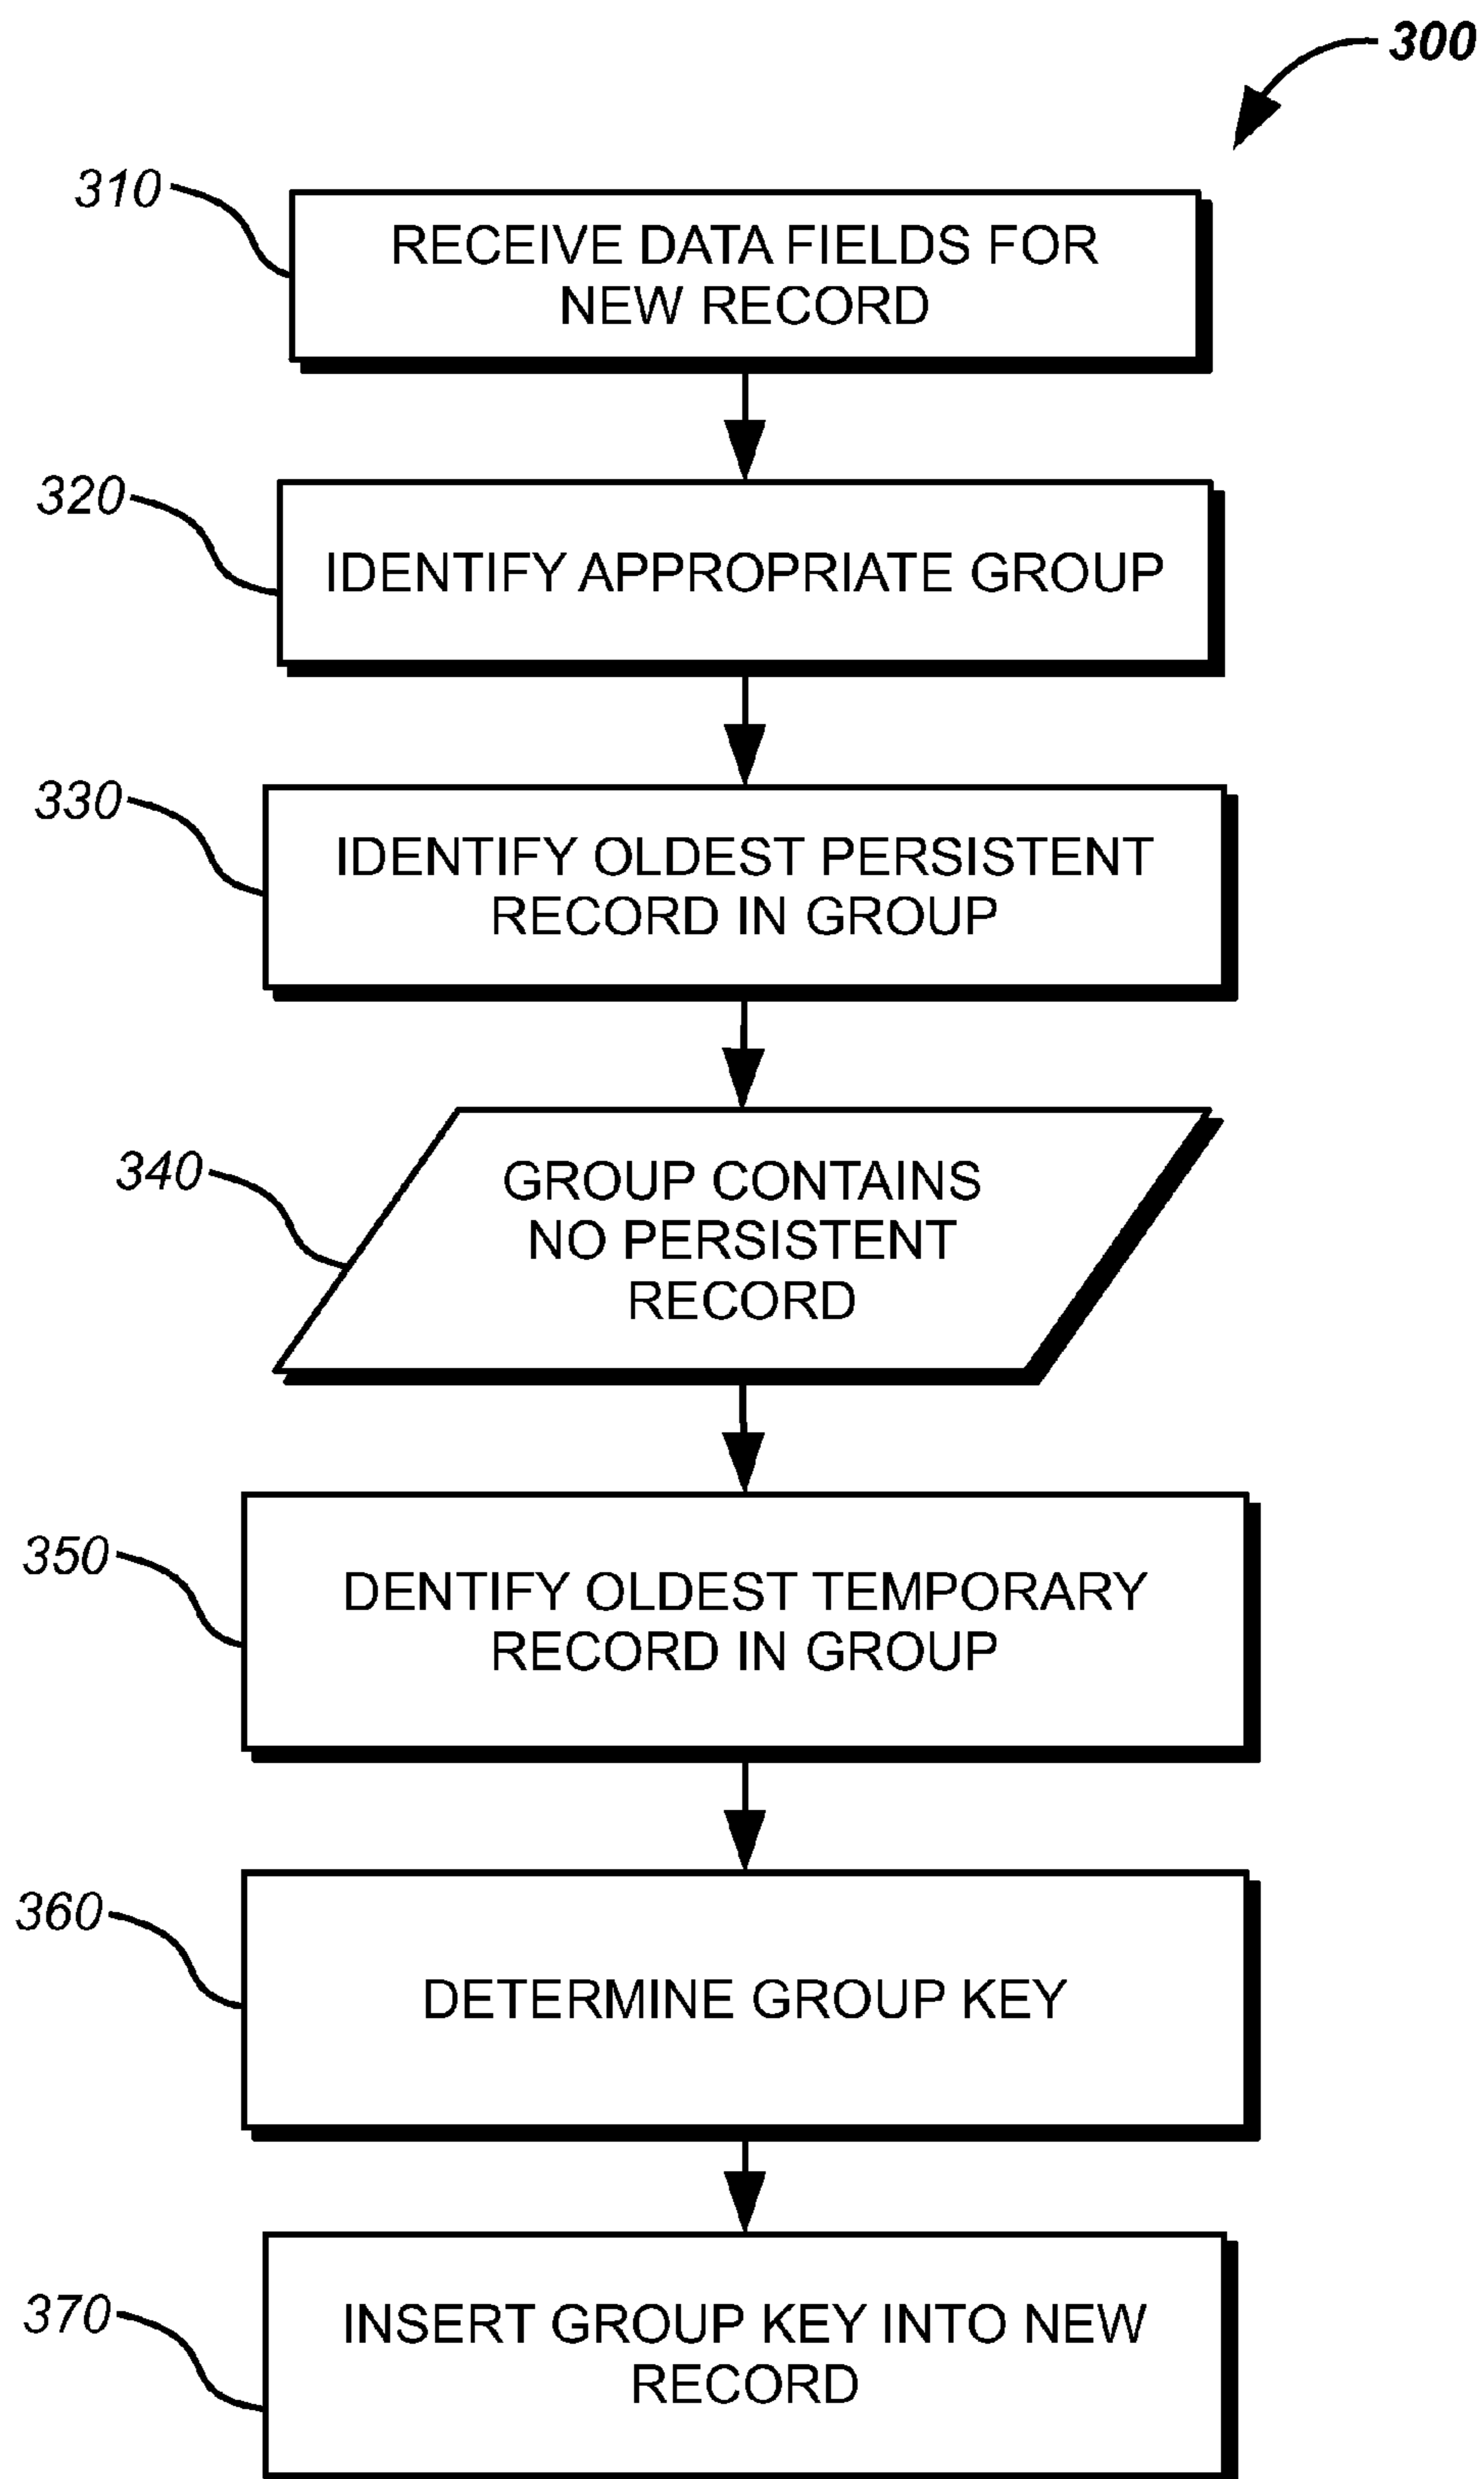 300
310
RECEIVE DATA FIELDS FOR
NEW RECORD
320
IDENTIFY APPROPRIATE GROUP
330
IDENTIFY OLDEST PERSISTENT
RECORD IN GROUP
340
GROUP CONTAINS
NO PERSISTENT
RECORD
350
DENTIFY OLDEST TEMPORARY
RECORD IN GROUP
360
DETERMINE GROUP KEY
370
INSERT GROUP KEY INTO NEW
RECORD